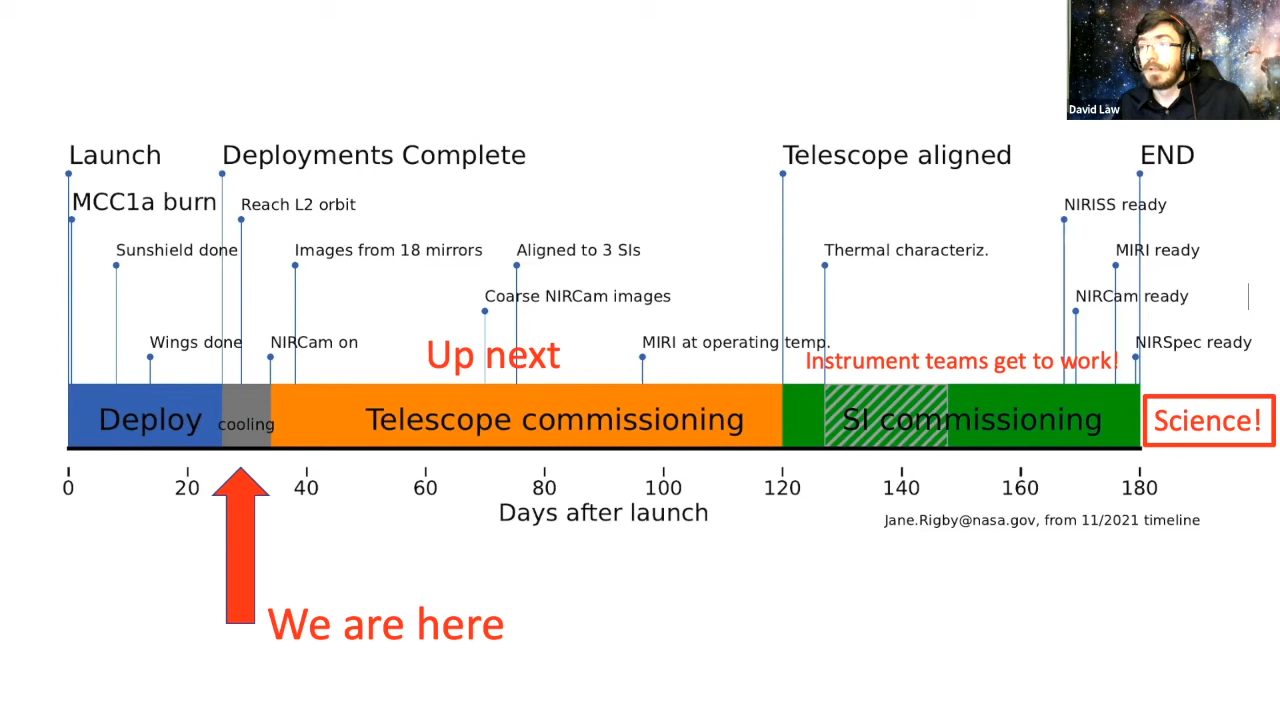 David Law
Launch
Deployments Complete
Telescope aligned
END
MCC1a burn
Reach L2 orbit
NIRISS ready
Sunshield done
Images from 18 mirrors
Aligned to 3 SIs
Thermal characteriz.
MIRI ready
Coarse NIRCam images
NIRCam ready
Wings done
NIRCam on
Up next
MIRI at operating temp.
NIRSpec ready
Instrument teams get to work!
Deploy
cooling
Telescope commissioning
SI commissioning
Science!
0 20 40 60 80 100 120 140 160 180
Days after launch
Jane.Rigby@nasa.gov, from 11/2021 timeline
We are here